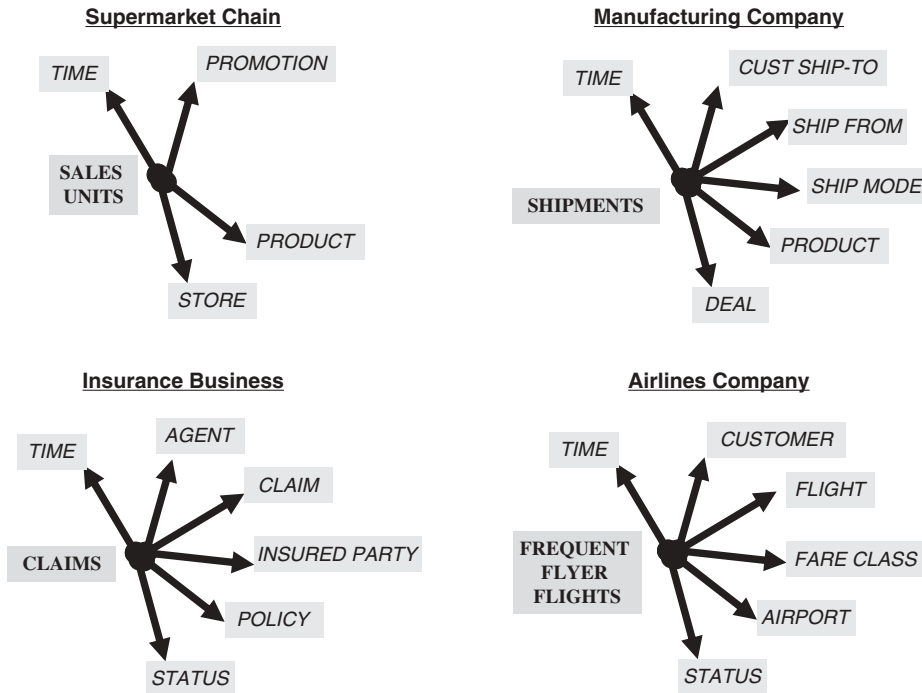 Supermarket Chain
TIME
PROMOTION
SALES
UNITS
PRODUCT
STORE
Manufacturing Company
TIME
CUST SHIP-TO
SHIP FROM
SHIP MODE
SHIPMENTS
PRODUCT
DEAL
Insurance Business
TIME
AGENT
CLAIM
CLAIMS
INSURED PARTY
POLICY
STATUS
Airlines Company
TIME
CUSTOMER
FLIGHT
FREQUENT
FLYER
FLIGHTS
FARE CLASS
AIRPORT
STATUS